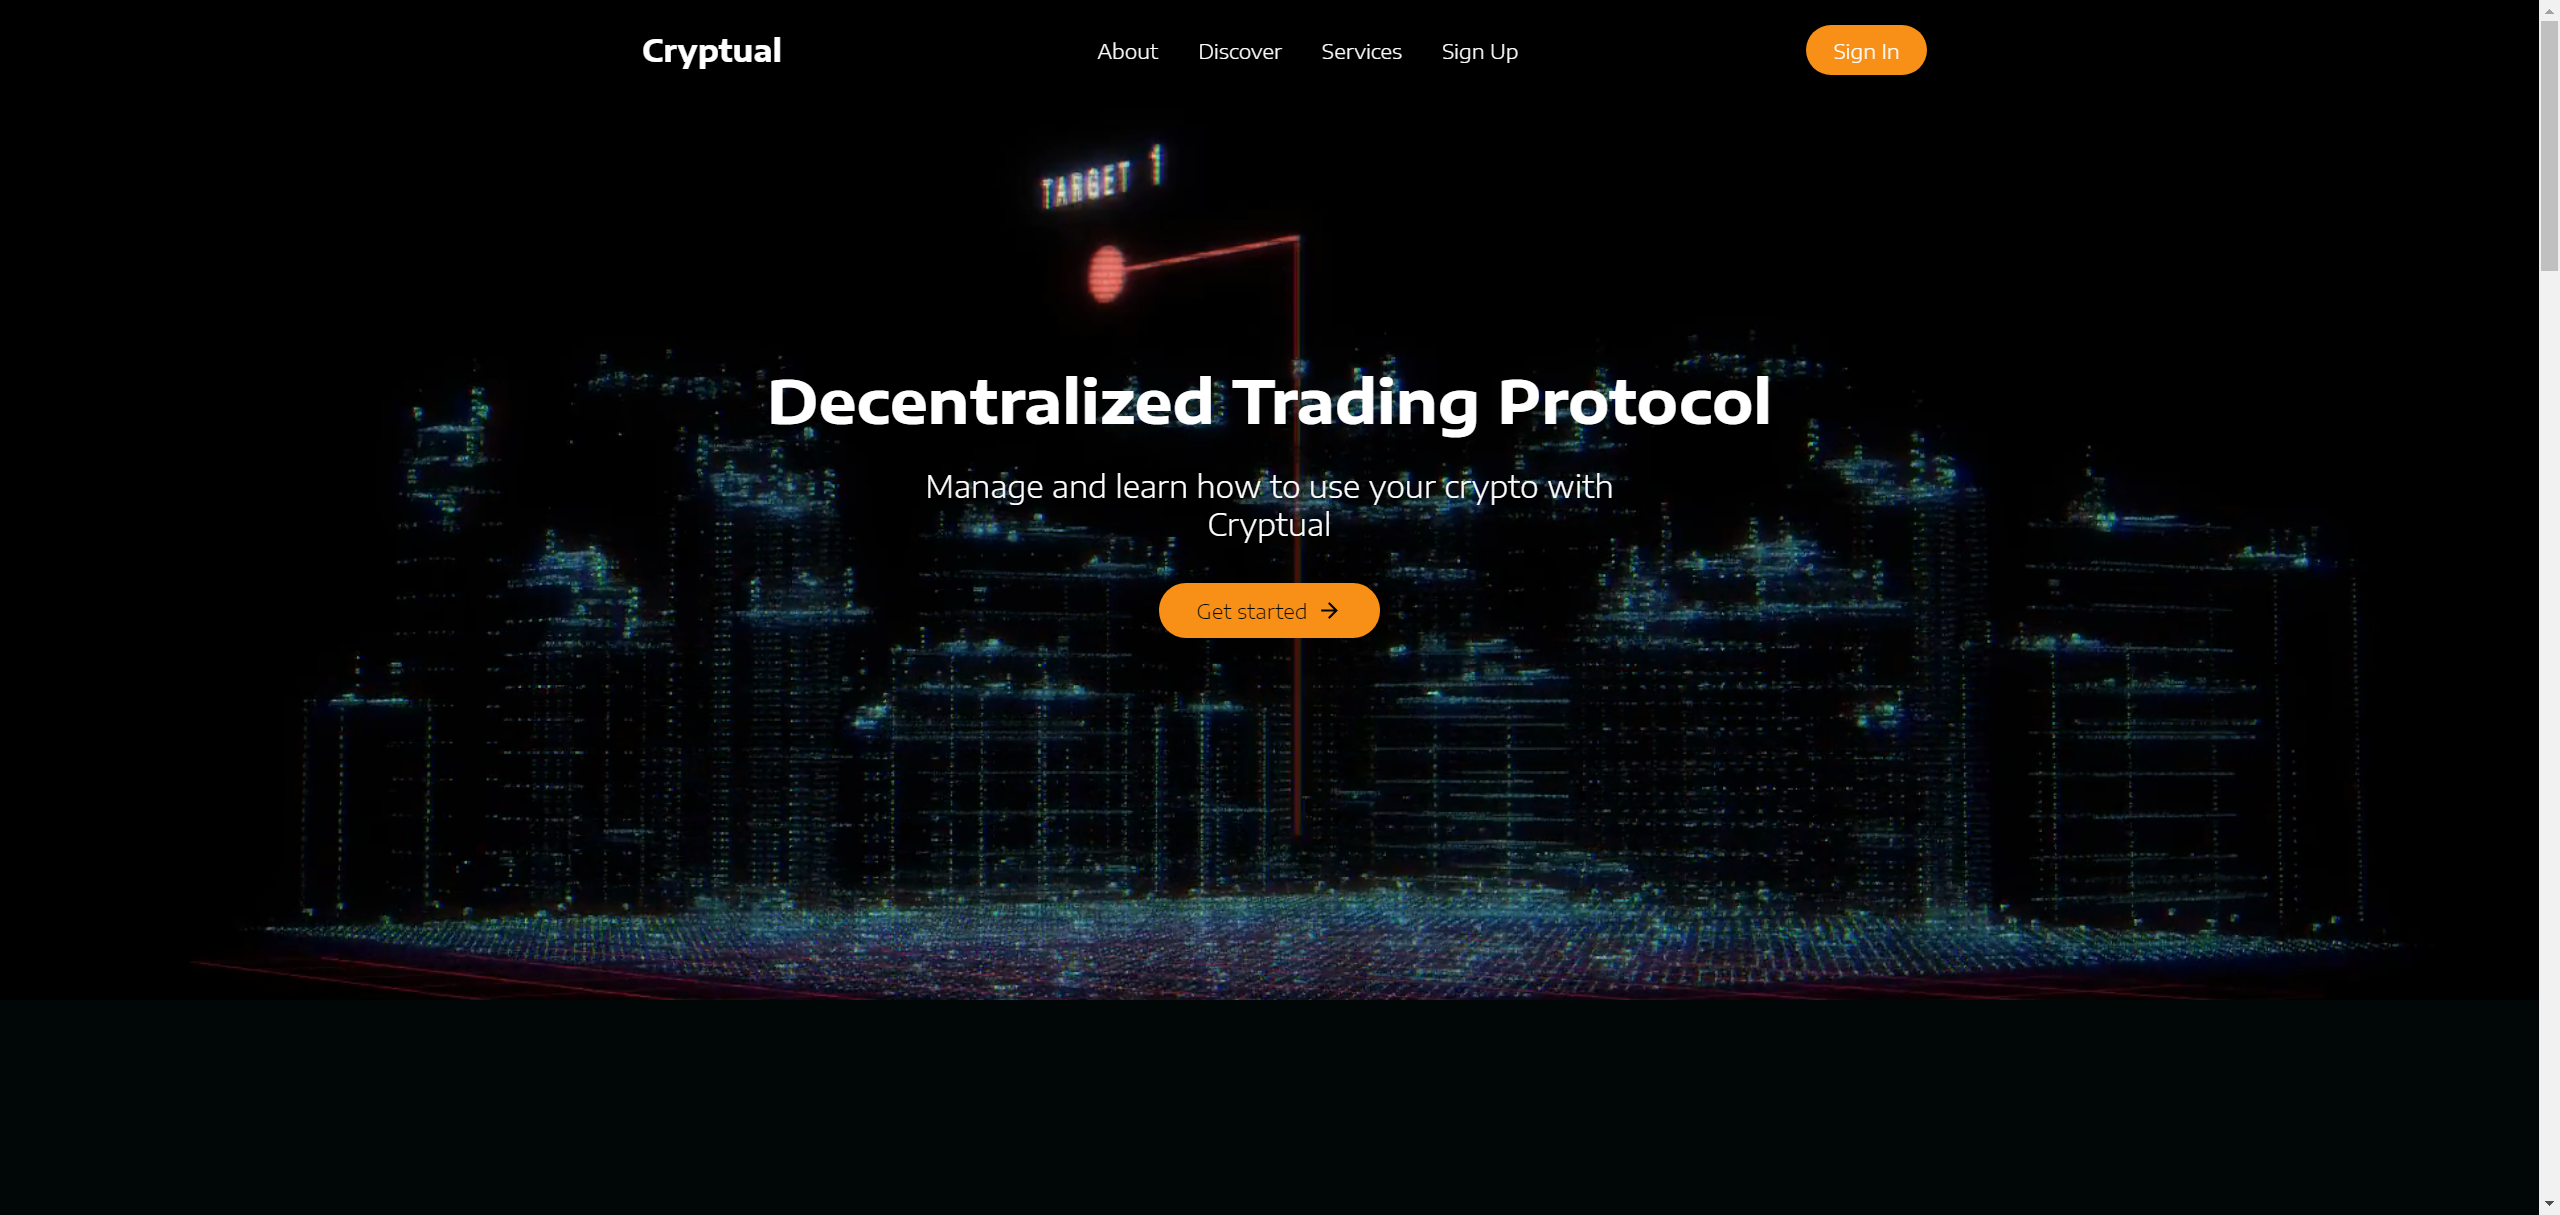 Cryptual
About Discover Services Sign Up
Sign In
TARGET 1
Decentralized Trading Protocol
Manage and learn how to use your crypto with
Cryptual
Get started